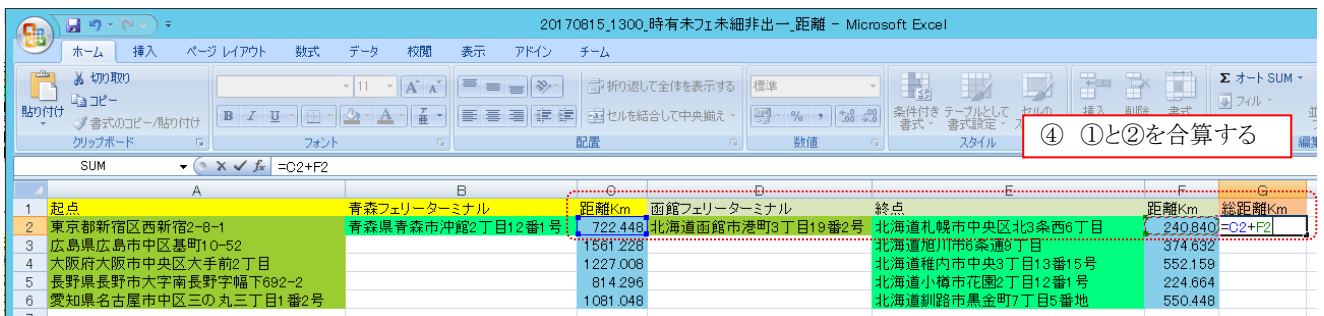 20170815_1300_時有未フェ未細非出一_距離 - Microsoft Excel
ホーム 挿入 ページ レイアウト 数式 データ 校閲 表示 アドイン チーム
貼り付け 切り取り コピー 書式のコピー/貼り付け
クリップボード
11
B I U
フォント
折り返して全体を表示する
セルを結合して中央揃え
配置
標準
数値
条件付き書式 テーブルとして書式設定 セルの
スタイル
挿入 削除 書式
Σ オート SUM
フィル
④ ①と②を合算する
SUM =C2+F2
A B C D E F G
1 起点 青森フェリーターミナル 距離Km 函館フェリーターミナル 終点 距離Km 総距離Km
2 東京都新宿区西新宿2-8-1 青森県青森市沖館2丁目12番1号 722.448 北海道函館市港町3丁目19番2号 北海道札幌市中央区北3条西6丁目 240.840 =C2+F2
3 広島県広島市中区基町10-52 1561.228 北海道旭川市6条通9丁目 374.632
4 大阪府大阪市中央区大手前2丁目 1227.008 北海道稚内市中央3丁目13番15号 552.159
5 長野県長野市大字南長野字幅下692-2 814.296 北海道小樽市花園2丁目12番1号 224.664
6 愛知県名古屋市中区三の丸三丁目1番2号 1081.048 北海道釧路市黒金町7丁目5番地 550.448